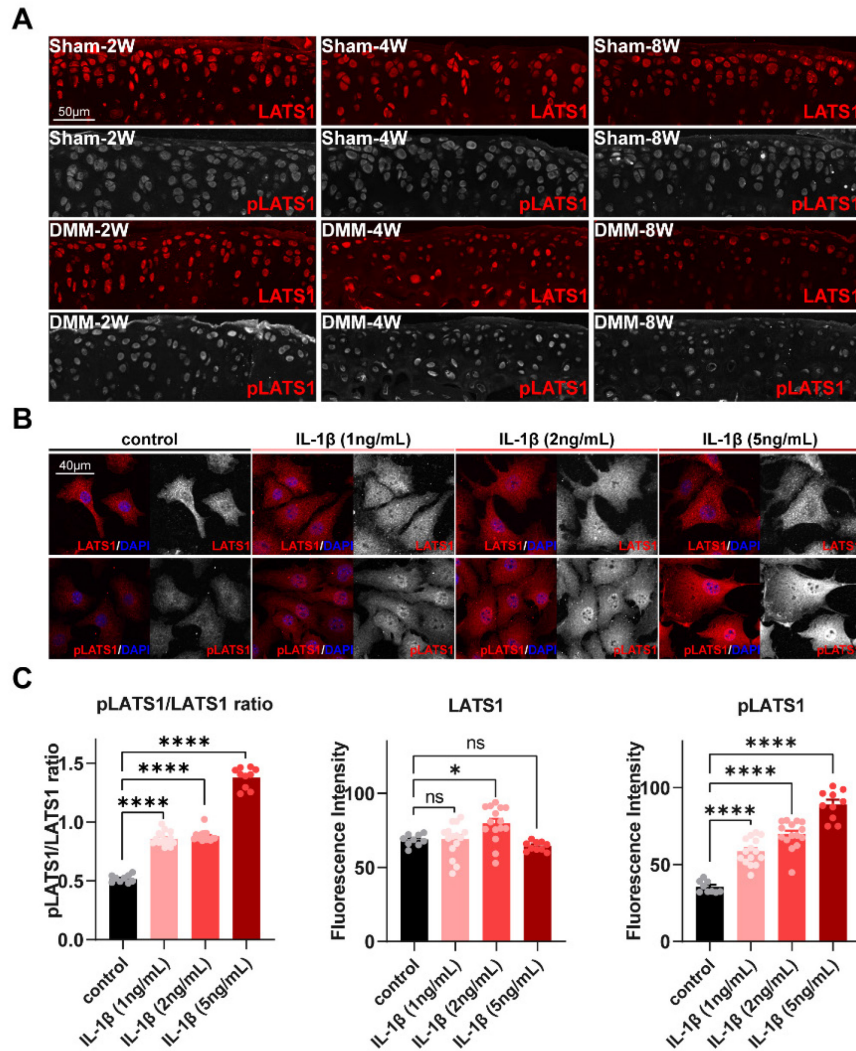 A
Sham-2W Sham-4W Sham-8W
50μm LATS1 LATS1 LATS1
Sham-2W Sham-4W Sham-8W
pLATS1 pLATS1 pLATS1
DMM-2W DMM-4W DMM-8W
LATS1 LATS1 LATS1
DMM-2W DMM-4W DMM-8W
pLATS1 pLATS1 pLATS1
B
control IL-1β (1ng/mL) IL-1β (2ng/mL) IL-1β (5ng/mL)
40μm
LATS1/DAPI LATS1 LATS1/DAPI LATS1 LATS1/DAPI LATS1 LATS1/DAPI LATS1
pLATS1/DAPI pLATS1 pLATS1/DAPI pLATS1 pLATS1/DAPI pLATS1 pLATS1/DAPI pLATS1
C
pLATS1/LATS1 ratio
pLATS1/LATS1 ratio
1.5
1.0
0.5
0.0
****
****
****
control
IL-1β (1ng/mL)
IL-1β (2ng/mL)
IL-1β (5ng/mL)
LATS1
Fluorescence Intensity
100
50
0
ns
*
ns
control
IL-1β (1ng/mL)
IL-1β (2ng/mL)
IL-1β (5ng/mL)
pLATS1
Fluorescence Intensity
100
50
0
****
****
****
control
IL-1β (1ng/mL)
IL-1β (2ng/mL)
IL-1β (5ng/mL)